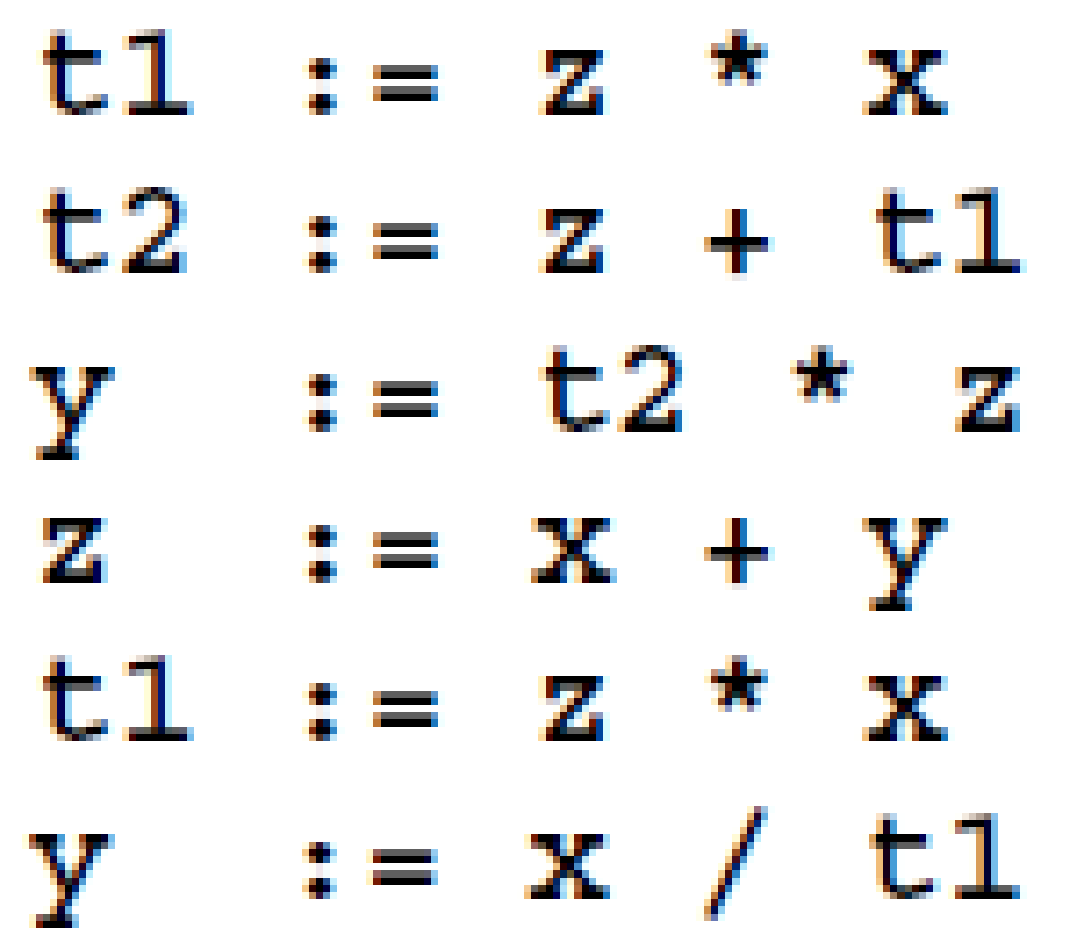 t1 := z * x
t2 := z + t1
y := t2 * z
z := x + y
t1 := z * x
y := x / t1